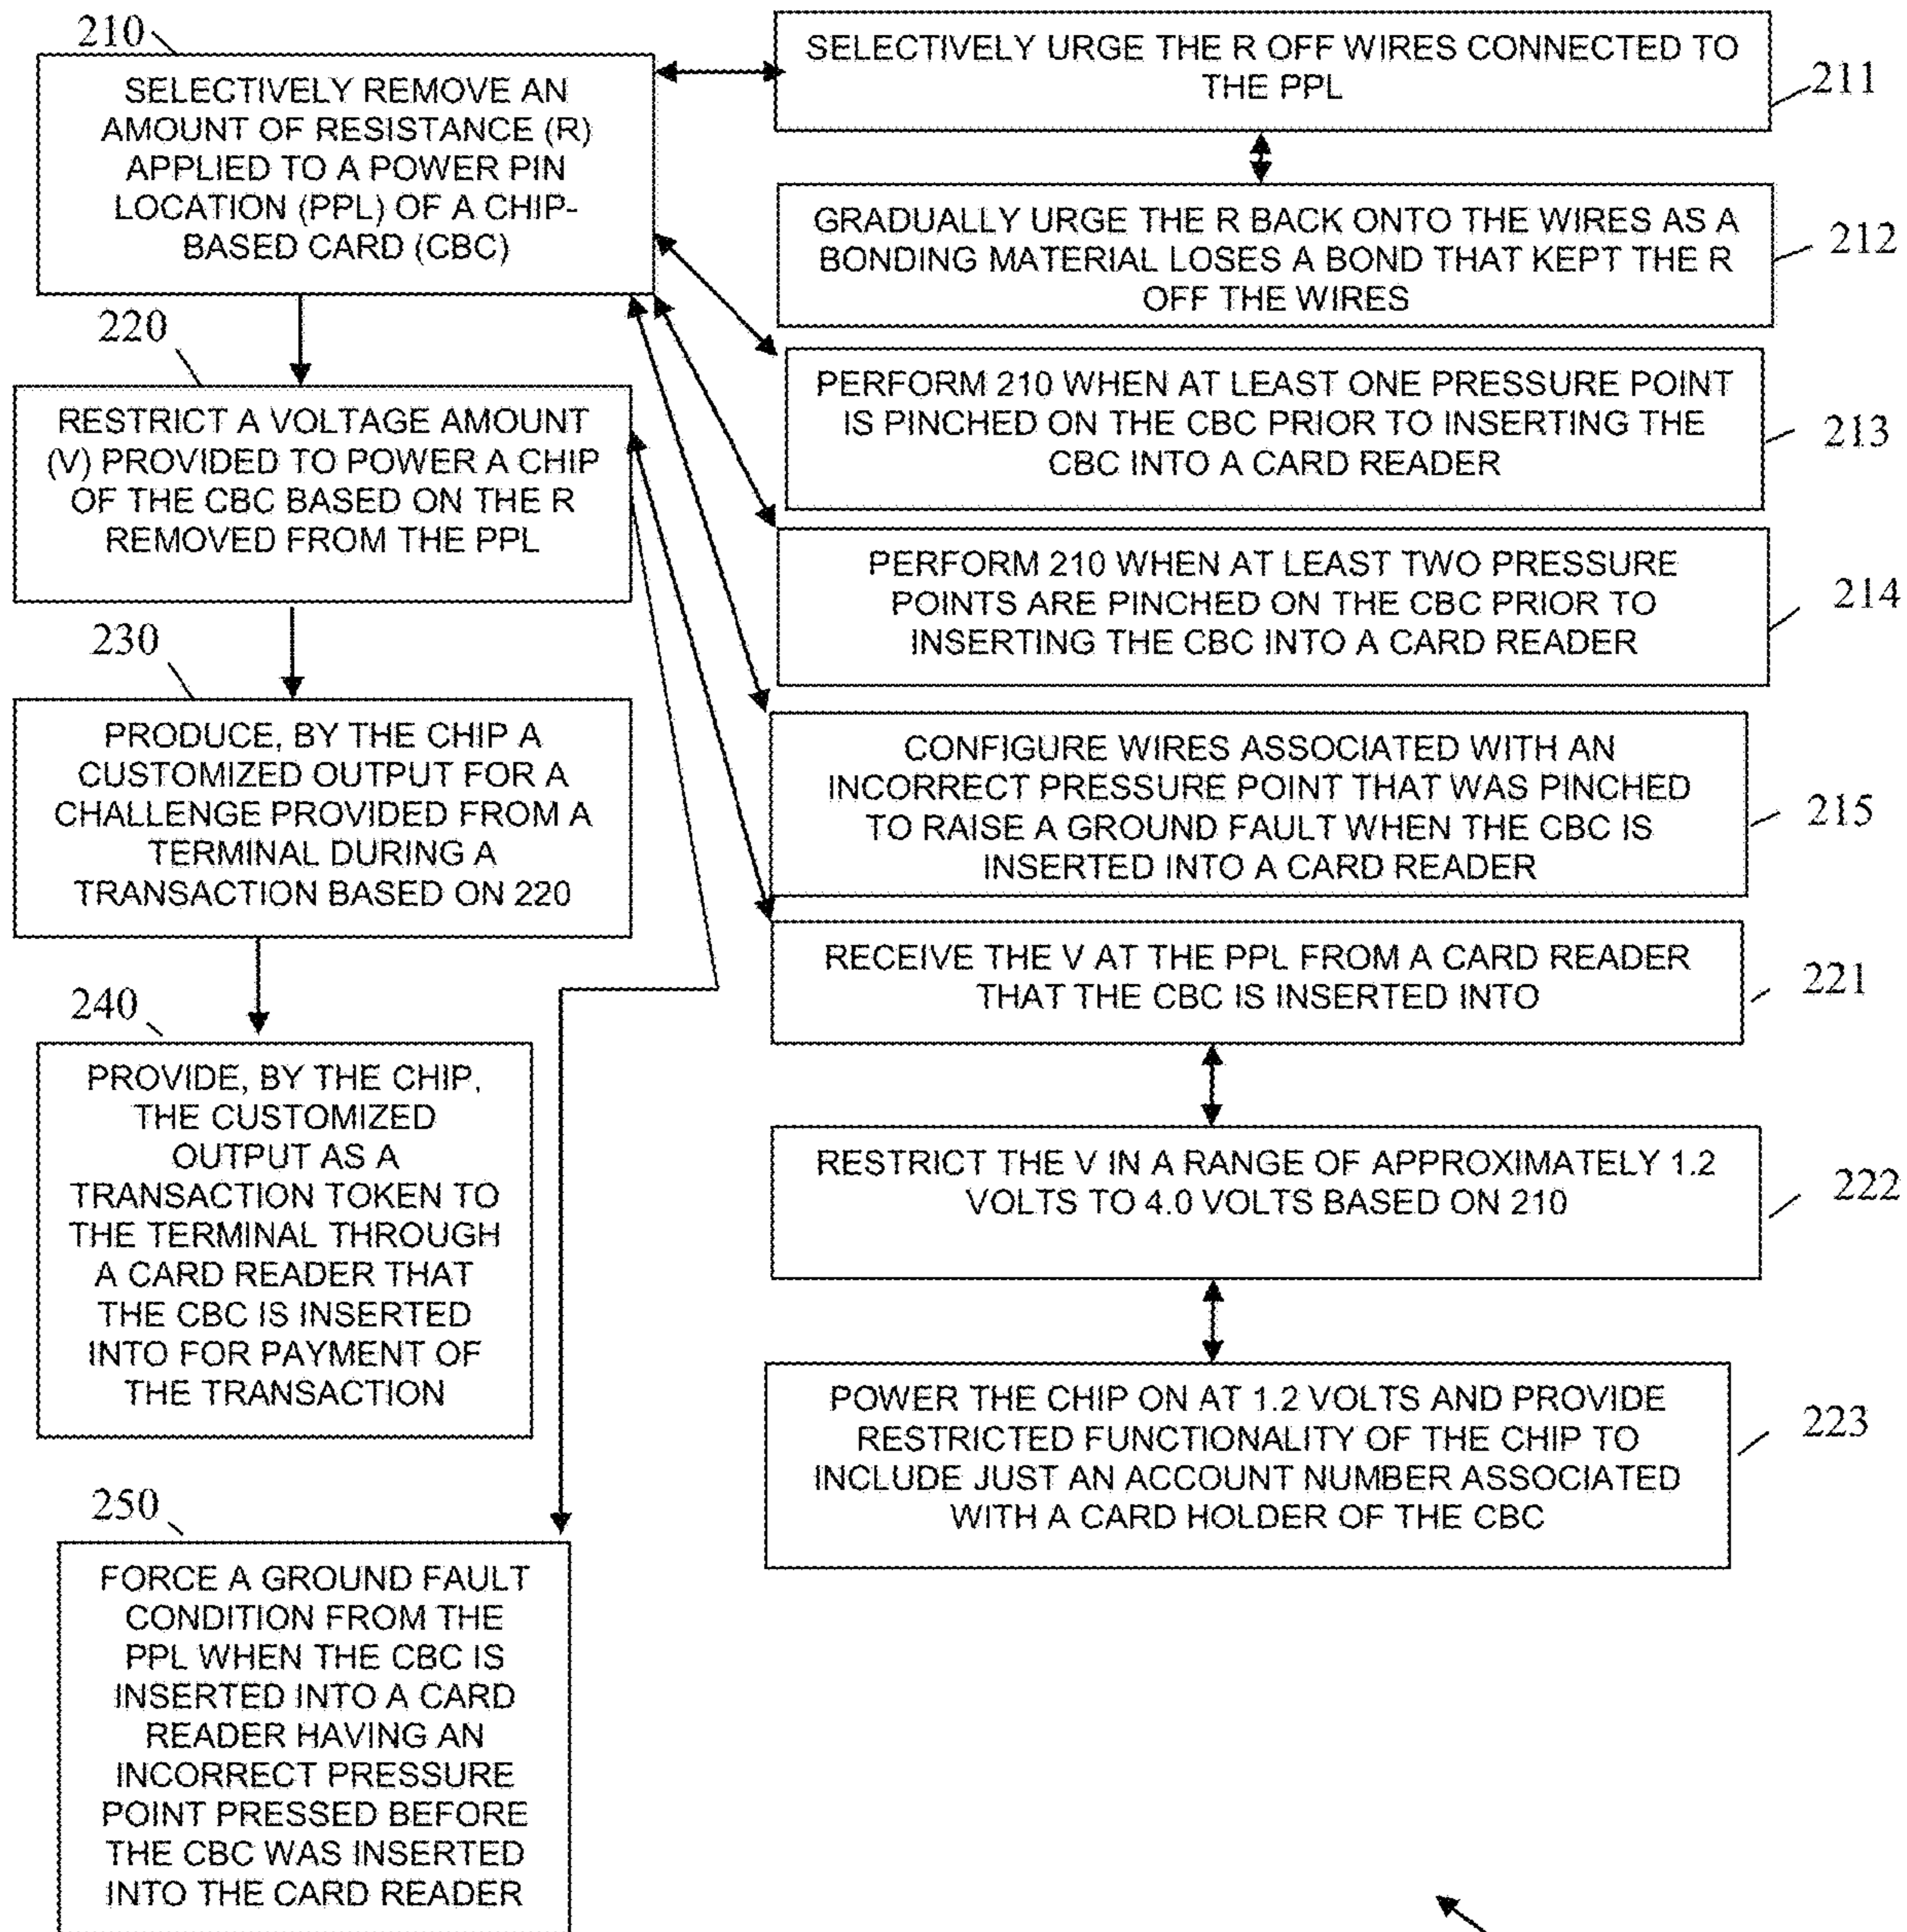 210
SELECTIVELY REMOVE AN
AMOUNT OF RESISTANCE (R)
APPLIED TO A POWER PIN
LOCATION (PPL) OF A CHIP-
BASED CARD (CBC)
220
RESTRICT A VOLTAGE AMOUNT
(V) PROVIDED TO POWER A CHIP
OF THE CBC BASED ON THE R
REMOVED FROM THE PPL
230
PRODUCE, BY THE CHIP A
CUSTOMIZED OUTPUT FOR A
CHALLENGE PROVIDED FROM A
TERMINAL DURING A
TRANSACTION BASED ON 220
240
PROVIDE, BY THE CHIP,
THE CUSTOMIZED
OUTPUT AS A
TRANSACTION TOKEN TO
THE TERMINAL THROUGH
A CARD READER THAT
THE CBC IS INSERTED
INTO FOR PAYMENT OF
THE TRANSACTION
250
FORCE A GROUND FAULT
CONDITION FROM THE
PPL WHEN THE CBC IS
INSERTED INTO A CARD
READER HAVING AN
INCORRECT PRESSURE
POINT PRESSED BEFORE
THE CBC WAS INSERTED
INTO THE CARD READER
SELECTIVELY URGE THE R OFF WIRES CONNECTED TO
THE PPL
211
GRADUALLY URGE THE R BACK ONTO THE WIRES AS A
BONDING MATERIAL LOSES A BOND THAT KEPT THE R
OFF THE WIRES
212
PERFORM 210 WHEN AT LEAST ONE PRESSURE POINT
IS PINCHED ON THE CBC PRIOR TO INSERTING THE
CBC INTO A CARD READER
213
PERFORM 210 WHEN AT LEAST TWO PRESSURE
POINTS ARE PINCHED ON THE CBC PRIOR TO
INSERTING THE CBC INTO A CARD READER
214
CONFIGURE WIRES ASSOCIATED WITH AN
INCORRECT PRESSURE POINT THAT WAS PINCHED
TO RAISE A GROUND FAULT WHEN THE CBC IS
INSERTED INTO A CARD READER
215
RECEIVE THE V AT THE PPL FROM A CARD READER
THAT THE CBC IS INSERTED INTO
221
RESTRICT THE V IN A RANGE OF APPROXIMATELY 1.2
VOLTS TO 4.0 VOLTS BASED ON 210
222
POWER THE CHIP ON AT 1.2 VOLTS AND PROVIDE
RESTRICTED FUNCTIONALITY OF THE CHIP TO
INCLUDE JUST AN ACCOUNT NUMBER ASSOCIATED
WITH A CARD HOLDER OF THE CBC
223